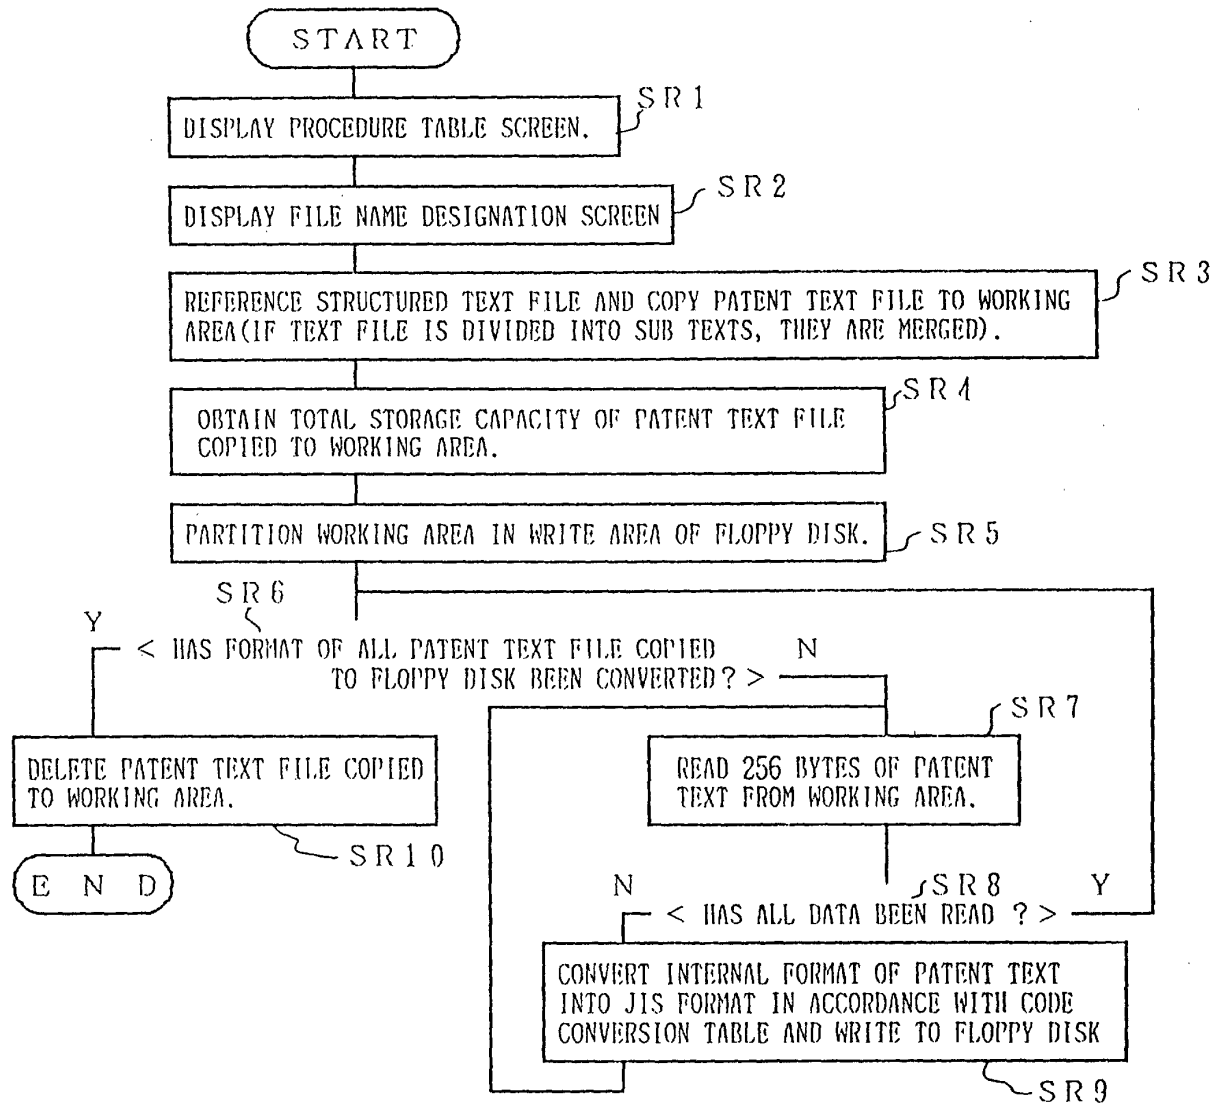 START
SR1
DISPLAY PROCEDURE TABLE SCREEN.
SR2
DISPLAY FILE NAME DESIGNATION SCREEN
SR3
REFERENCE STRUCTURED TEXT FILE AND COPY PATENT TEXT FILE TO WORKING
AREA(IF TEXT FILE IS DIVIDED INTO SUB TEXTS, THEY ARE MERGED).
SR4
OBTAIN TOTAL STORAGE CAPACITY OF PATENT TEXT FILE
COPIED TO WORKING AREA.
PARTITION WORKING AREA IN WRITE AREA OF FLOPPY DISK.
SR5
SR6
Y
< HAS FORMAT OF ALL PATENT TEXT FILE COPIED
N
TO FLOPPY DISK BEEN CONVERTED? >
SR7
DELETE PATENT TEXT FILE COPIED
TO WORKING AREA.
READ 256 BYTES OF PATENT
TEXT FROM WORKING AREA.
SR10
END
N
SR8
Y
< HAS ALL DATA BEEN READ ? >
CONVERT INTERNAL FORMAT OF PATENT TEXT
INTO JIS FORMAT IN ACCORDANCE WITH CODE
CONVERSION TABLE AND WRITE TO FLOPPY DISK
SR9